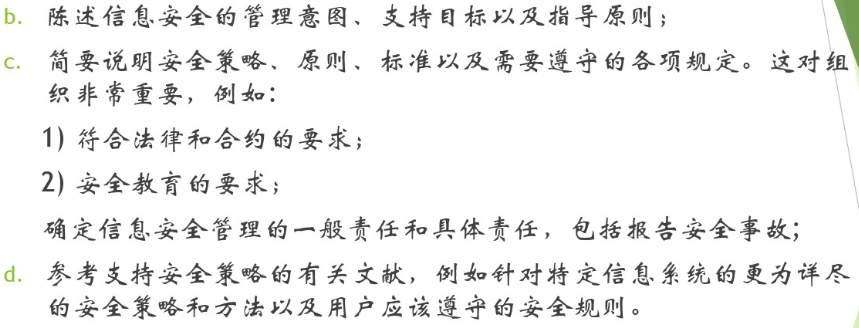 b. 陈述信息安全的管理意图、支持目标以及指导原则；
c. 简要说明安全策略、原则、标准以及需要遵守的各项规定。这对组
织非常重要，例如：
1) 符合法律和合约的要求；
2) 安全教育的要求；
确定信息安全管理的一般责任和具体责任，包括报告安全事故；
d. 参考支持安全策略的有关文献，例如针对特定信息系统的更为详尽
的安全策略和方法以及用户应该遵守的安全规则。